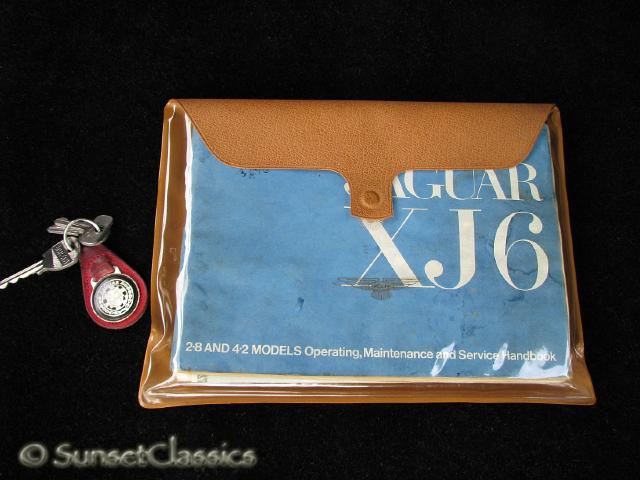 JAGUAR
XJ6
2·8 AND 4·2 MODELS Operating, Maintenance and Service Handbook
© SunsetClassics